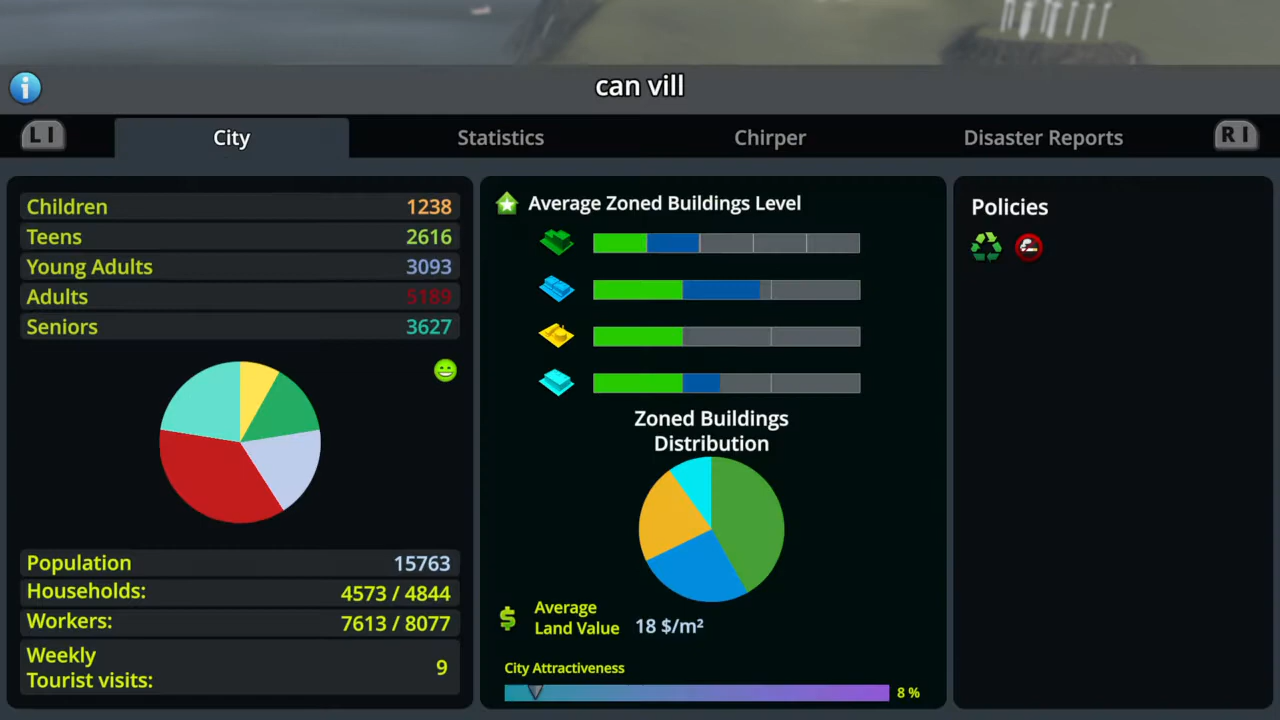 can vill
L1
City
Statistics
Chirper
Disaster Reports
R1
Children 1238
Teens 2616
Young Adults 3093
Adults 5189
Seniors 3627
Population 15763
Households: 4573 / 4844
Workers: 7613 / 8077
Weekly
Tourist visits: 9
Average Zoned Buildings Level
Zoned Buildings
Distribution
$
Average
Land Value 18 $/m²
City Attractiveness
8 %
Policies